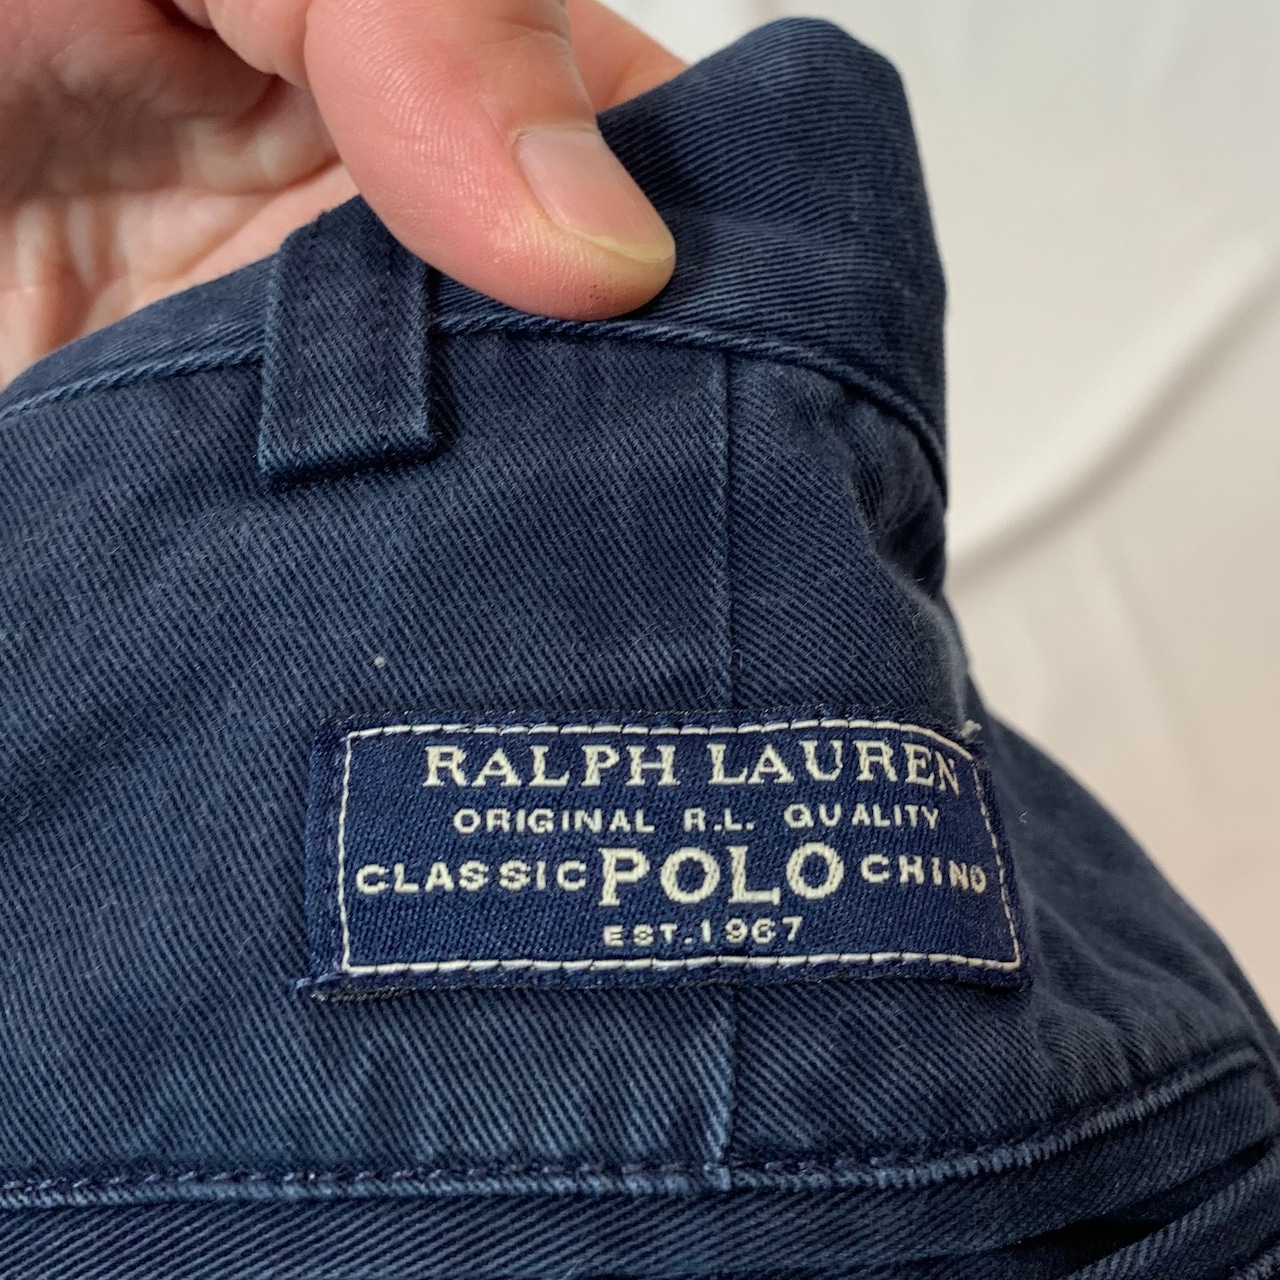 RALPH LAUREN
ORIGINAL R.L. QUALITY
CLASSIC POLO CHINO
EST. 1967